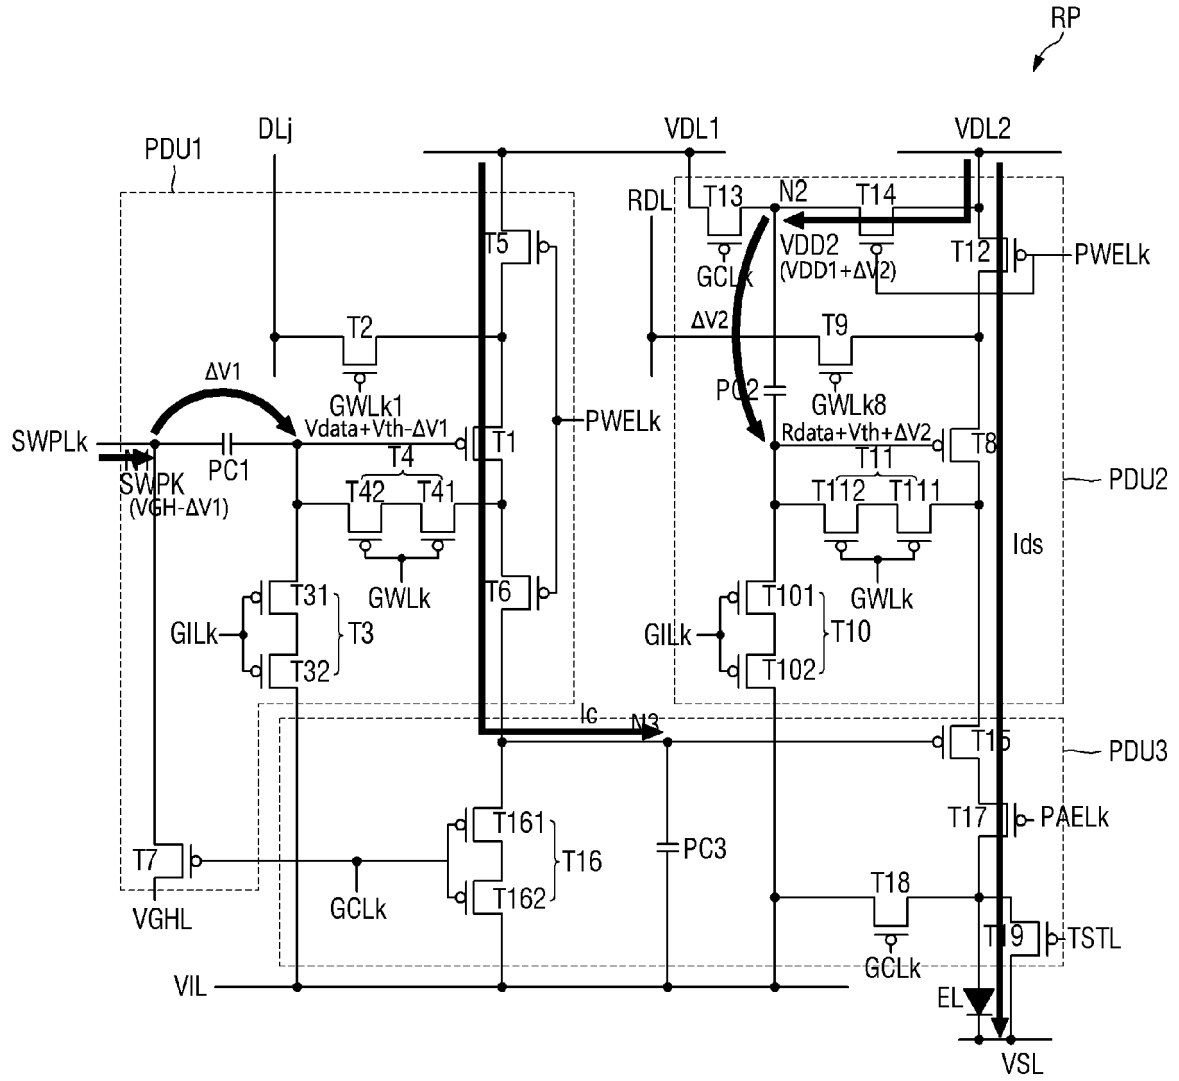 RP
DLj
VDL1
VDL2
PDU1
RDL
T13
N2
T14
T5
VDD2
(VDD1+ΔV2)
T12
PWELk
GCLk
T2
ΔV2
T9
ΔV1
GWLk1
PC2
GWLk8
SWPLk
Vdata+Vth-ΔV1
T1
PWELk
Rdata+Vth+ΔV2
T8
N1
PC1
T4
T11
SWPK
(VGH-ΔV1)
T42
T41
T112
T111
PDU2
Ids
GWLk
T6
GWLk
T31
T101
GILk
T3
GILk
T10
T32
T102
Ic
N3
T15
PDU3
T161
T17
PAELk
T7
T16
PC3
T162
T18
VGHL
GCLk
T19
TSTL
GCLk
VIL
EL
VSL